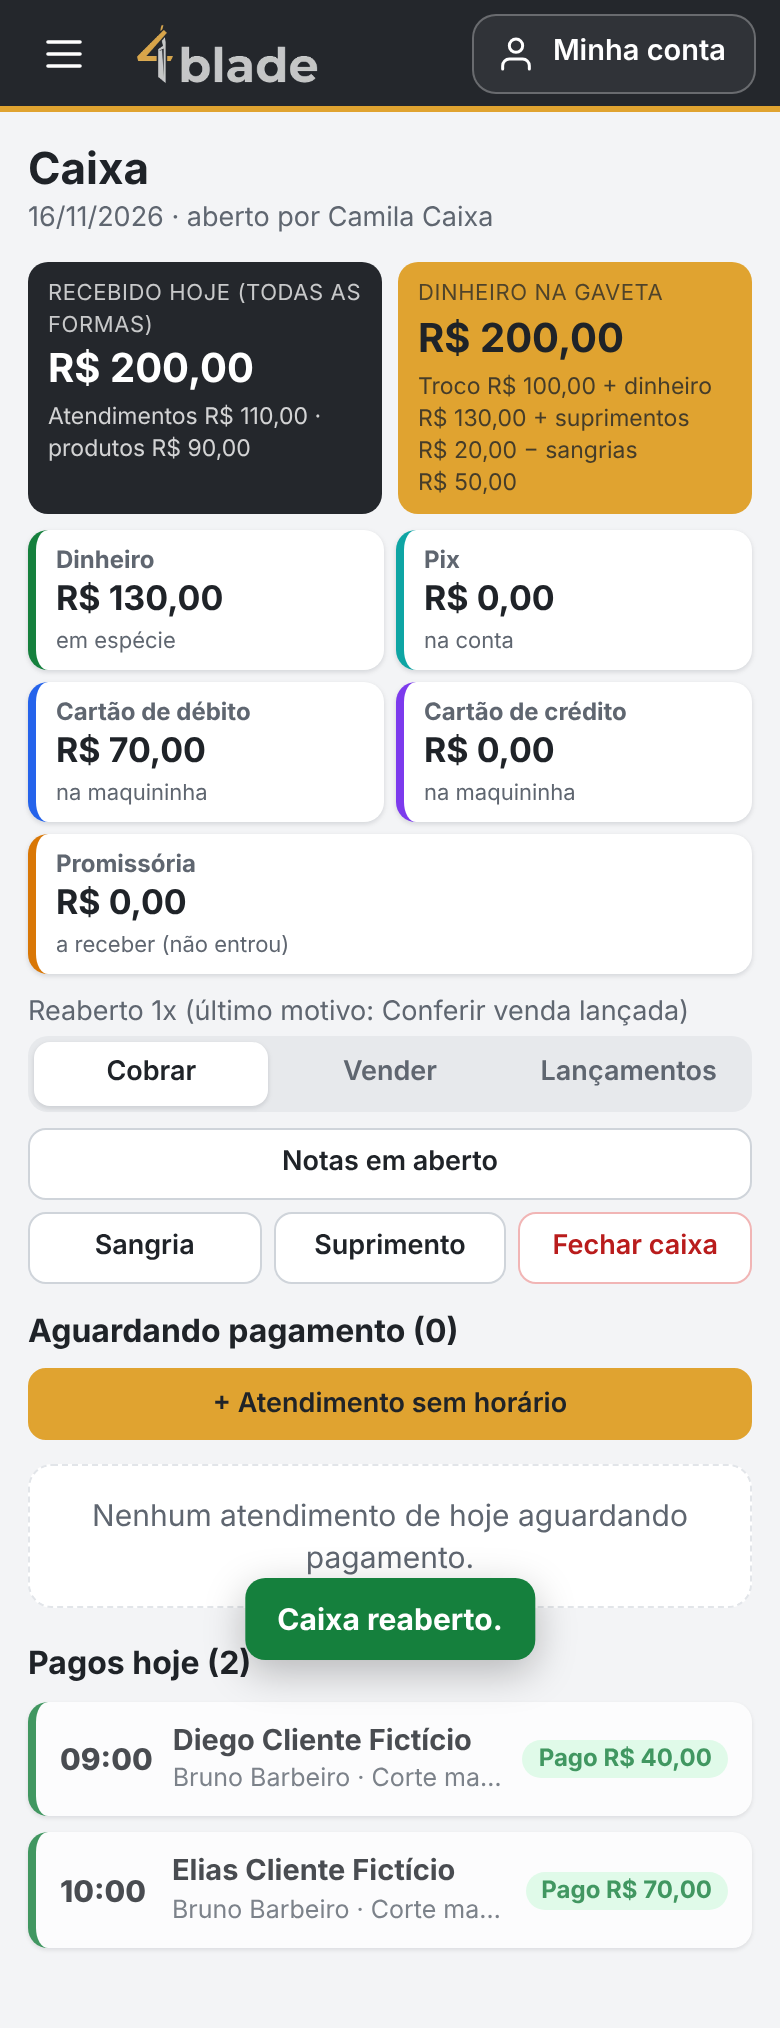 4blade
Minha conta
Caixa
16/11/2026 · aberto por Camila Caixa
RECEBIDO HOJE (TODAS AS
FORMAS)
R$ 200,00
Atendimentos R$ 110,00 ·
produtos R$ 90,00
DINHEIRO NA GAVETA
R$ 200,00
Troco R$ 100,00 + dinheiro
R$ 130,00 + suprimentos
R$ 20,00 − sangrias
R$ 50,00
Dinheiro
R$ 130,00
em espécie
Pix
R$ 0,00
na conta
Cartão de débito
R$ 70,00
na maquininha
Cartão de crédito
R$ 0,00
na maquininha
Promissória
R$ 0,00
a receber (não entrou)
Reaberto 1x (último motivo: Conferir venda lançada)
Cobrar
Vender
Lançamentos
Notas em aberto
Sangria
Suprimento
Fechar caixa
Aguardando pagamento (0)
+ Atendimento sem horário
Nenhum atendimento de hoje aguardando
pagamento.
Caixa reaberto.
Pagos hoje (2)
09:00
Diego Cliente Fictício
Bruno Barbeiro · Corte ma...
Pago R$ 40,00
10:00
Elias Cliente Fictício
Bruno Barbeiro · Corte ma...
Pago R$ 70,00